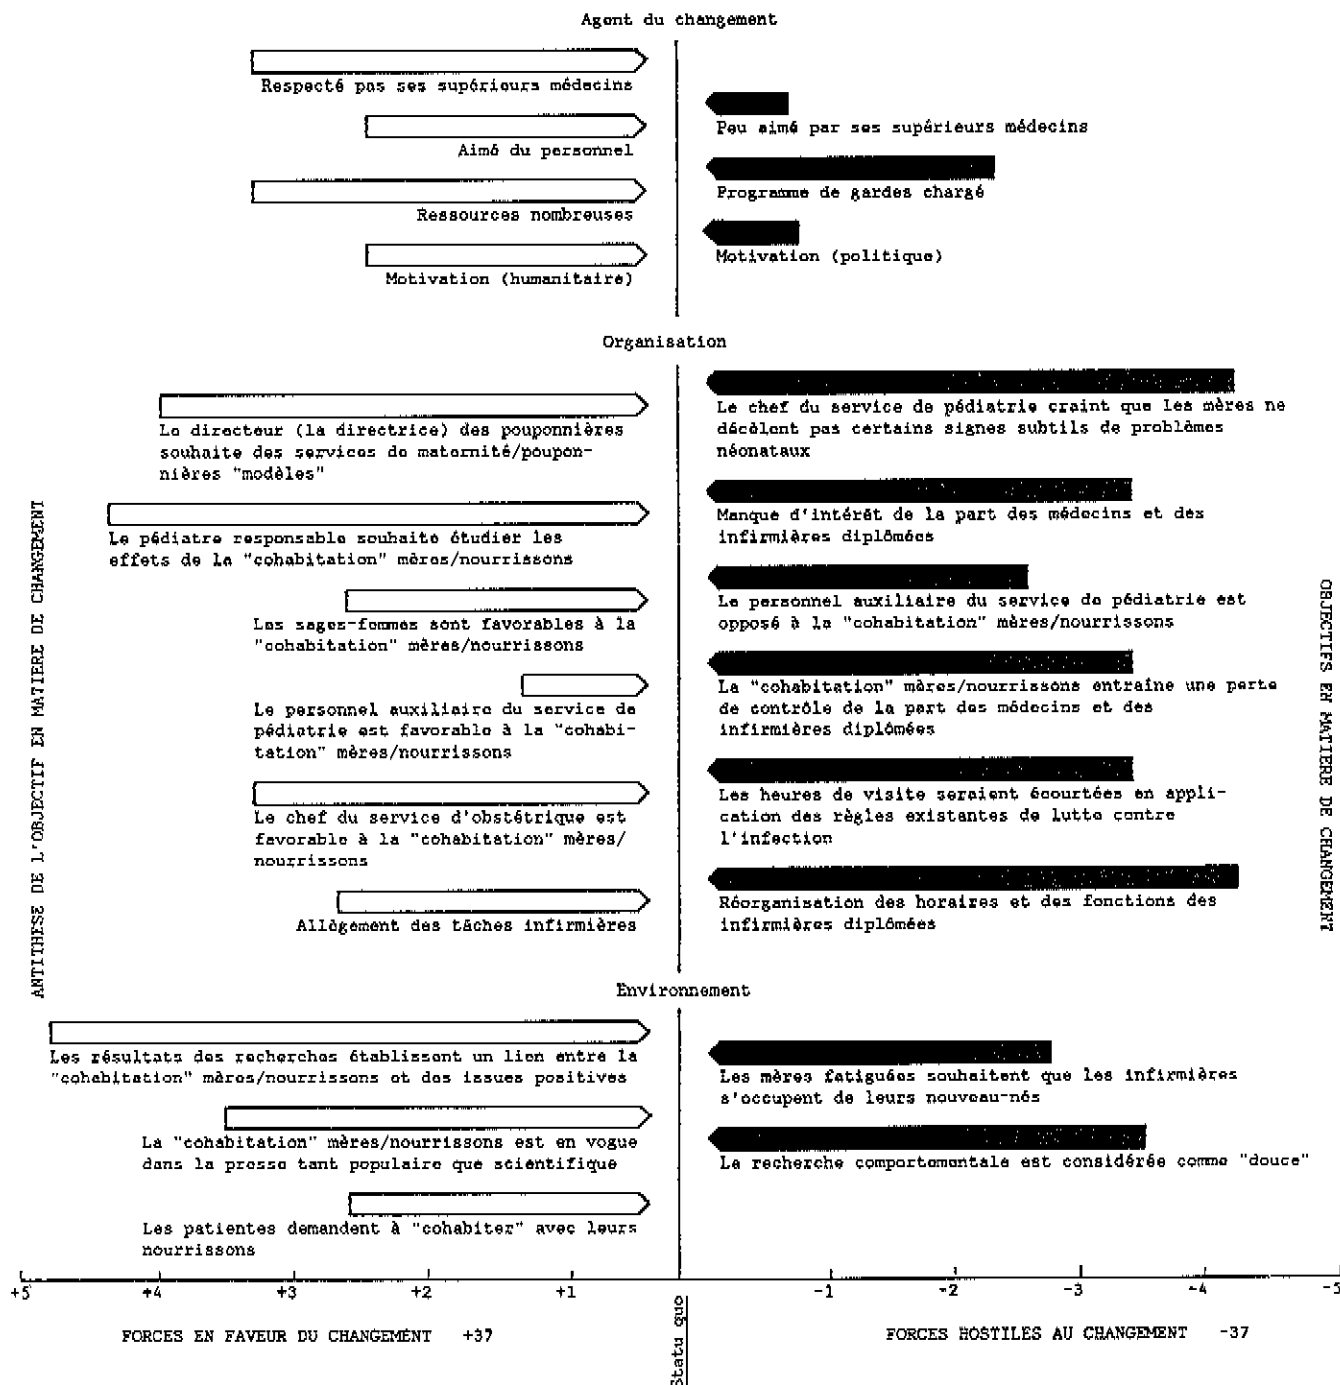 Agent du changement
Respecté pas ses supérieurs médecins
Peu aimé par ses supérieurs médecins
Aimé du personnel
Programme de gardes chargé
Ressources nombreuses
Motivation (politique)
Motivation (humanitaire)
Organisation
Le chef du service de pédiatrie craint que les mères ne
décèlent pas certains signes subtils de problèmes
néonataux
Le directeur (la directrice) des pouponnières
souhaite des services de maternité/poupon-
nières "modèles"
Manque d'intérêt de la part des médecins et des
infirmières diplômées
Le pédiatre responsable souhaite étudier les
effets de la "cohabitation" mères/nourrissons
Le personnel auxiliaire du service de pédiatrie est
opposé à la "cohabitation" mères/nourrissons
Les sages-femmes sont favorables à la
"cohabitation" mères/nourrissons
La "cohabitation" mères/nourrissons entraîne une perte
de contrôle de la part des médecins et des
infirmières diplômées
Le personnel auxiliaire du service de
pédiatrie est favorable à la "cohabi-
tation" mères/nourrissons
Les heures de visite seraient écourtées en appli-
cation des règles existantes de lutte contre
l'infection
Le chef du service d'obstétrique est
favorable à la "cohabitation" mères/
nourrissons
Réorganisation des horaires et des fonctions des
infirmières diplômées
Allègement des tâches infirmières
ANTITHESE DE L'OBJECTIF EN MATIERE DE CHANGEMENT
OBJECTIFS EN MATIERE DE CHANGEMENT
Environnement
Les résultats des recherches établissent un lien entre la
"cohabitation" mères/nourrissons et des issues positives
Les mères fatiguées souhaitent que les infirmières
s'occupent de leurs nouveau-nés
La "cohabitation" mères/nourrissons est en vogue
dans la presse tant populaire que scientifique
La recherche comportementale est considérée comme "douce"
Les patientes demandent à "cohabiter" avec leurs
nourrissons
+5 +4 +3 +2 +1 -1 -2 -3 -4 -5
Statu quo
FORCES EN FAVEUR DU CHANGEMENT +37
FORCES HOSTILES AU CHANGEMENT -37